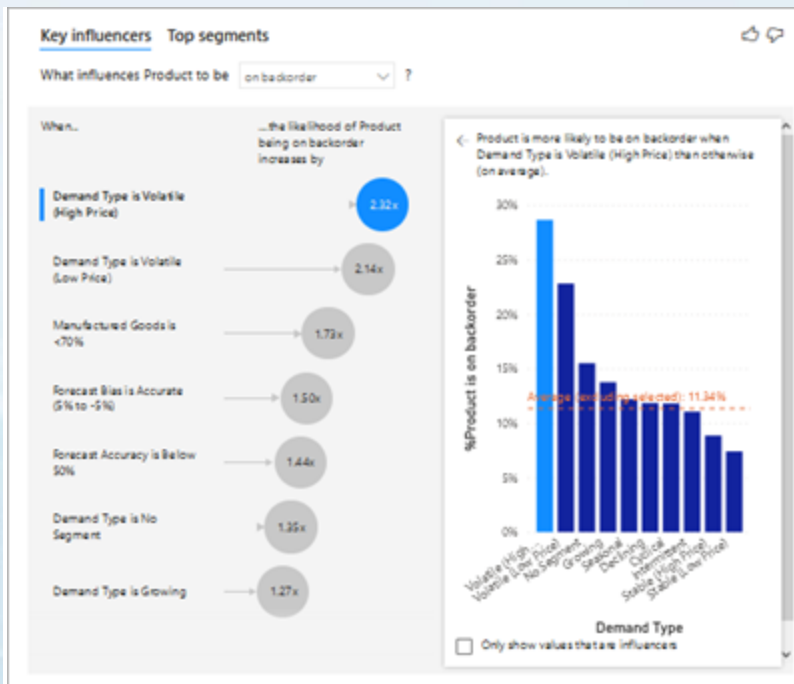 Key influencers Top segments
What influences Product to be on backorder ?
When...
...the likelihood of Product
being on backorder
increases by
Demand Type is Volatile
(High Price)
2.32x
Demand Type is Volatile
(Low Price)
2.14x
Manufactured Goods is
<70%
1.73x
Forecast Bias is Accurate
(5% to -5%)
1.50x
Forecast Accuracy is Below
50%
1.44x
Demand Type is No
Segment
1.35x
Demand Type is Growing
1.27x
Product is more likely to be on backorder when
Demand Type is Volatile (High Price) than otherwise
(on average).
%Product is on backorder
30%
25%
20%
15%
10%
5%
0%
Average (excluding selected): 11.34%
Volatile (High
Volatile (Low Price)
No Segment
Growing
Seasonal
Declining
Cyclical
Intermittent
Stable (High Price)
Stable (Low Price)
Demand Type
Only show values that are influencers